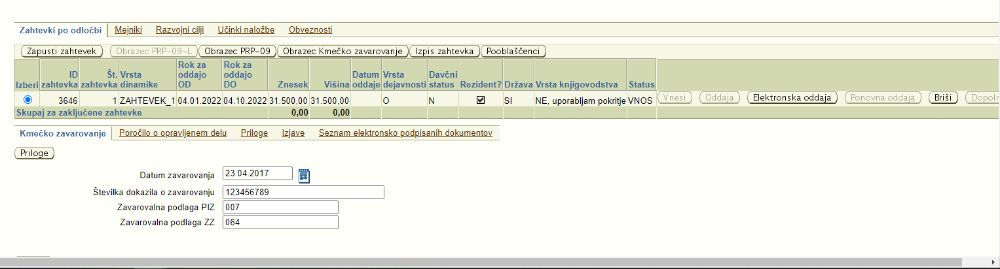 Zahtevki po odločbi Mejniki Razvojni cilji Učinki naložbe Obveznosti
Zapusti zahtevek Obrazec PRP-09-L Obrazec PRP-09 Obrazec Kmečko zavarovanje Izpis zahtevka Pooblaščenci
Izberi ID zahtevka Št. zahtevka Vrsta dinamike Rok za oddajo OD Rok za oddajo DO Znesek Višina Datum oddaje Vrsta dejavnosti Davčni status Rezident? Država Vrsta knjigovodstva Status
3646 1 ZAHTEVEK_1 04.01.2022 04.10.2022 31.500,00 31.500,00 O N SI NE, uporabljam pokritje VNOS Vnesi Oddaja Elektronska oddaja Ponovna oddaja Briši Dopoln
Skupaj za zaključene zahtevke 0,00 0,00
Kmečko zavarovanje Poročilo o opravljenem delu Priloge Izjave Seznam elektronsko podpisanih dokumentov
Priloge
Datum zavarovanja 23.04.2017
Številka dokazila o zavarovanju 123456789
Zavarovalna podlaga PIZ 007
Zavarovalna podlaga ZZ 064